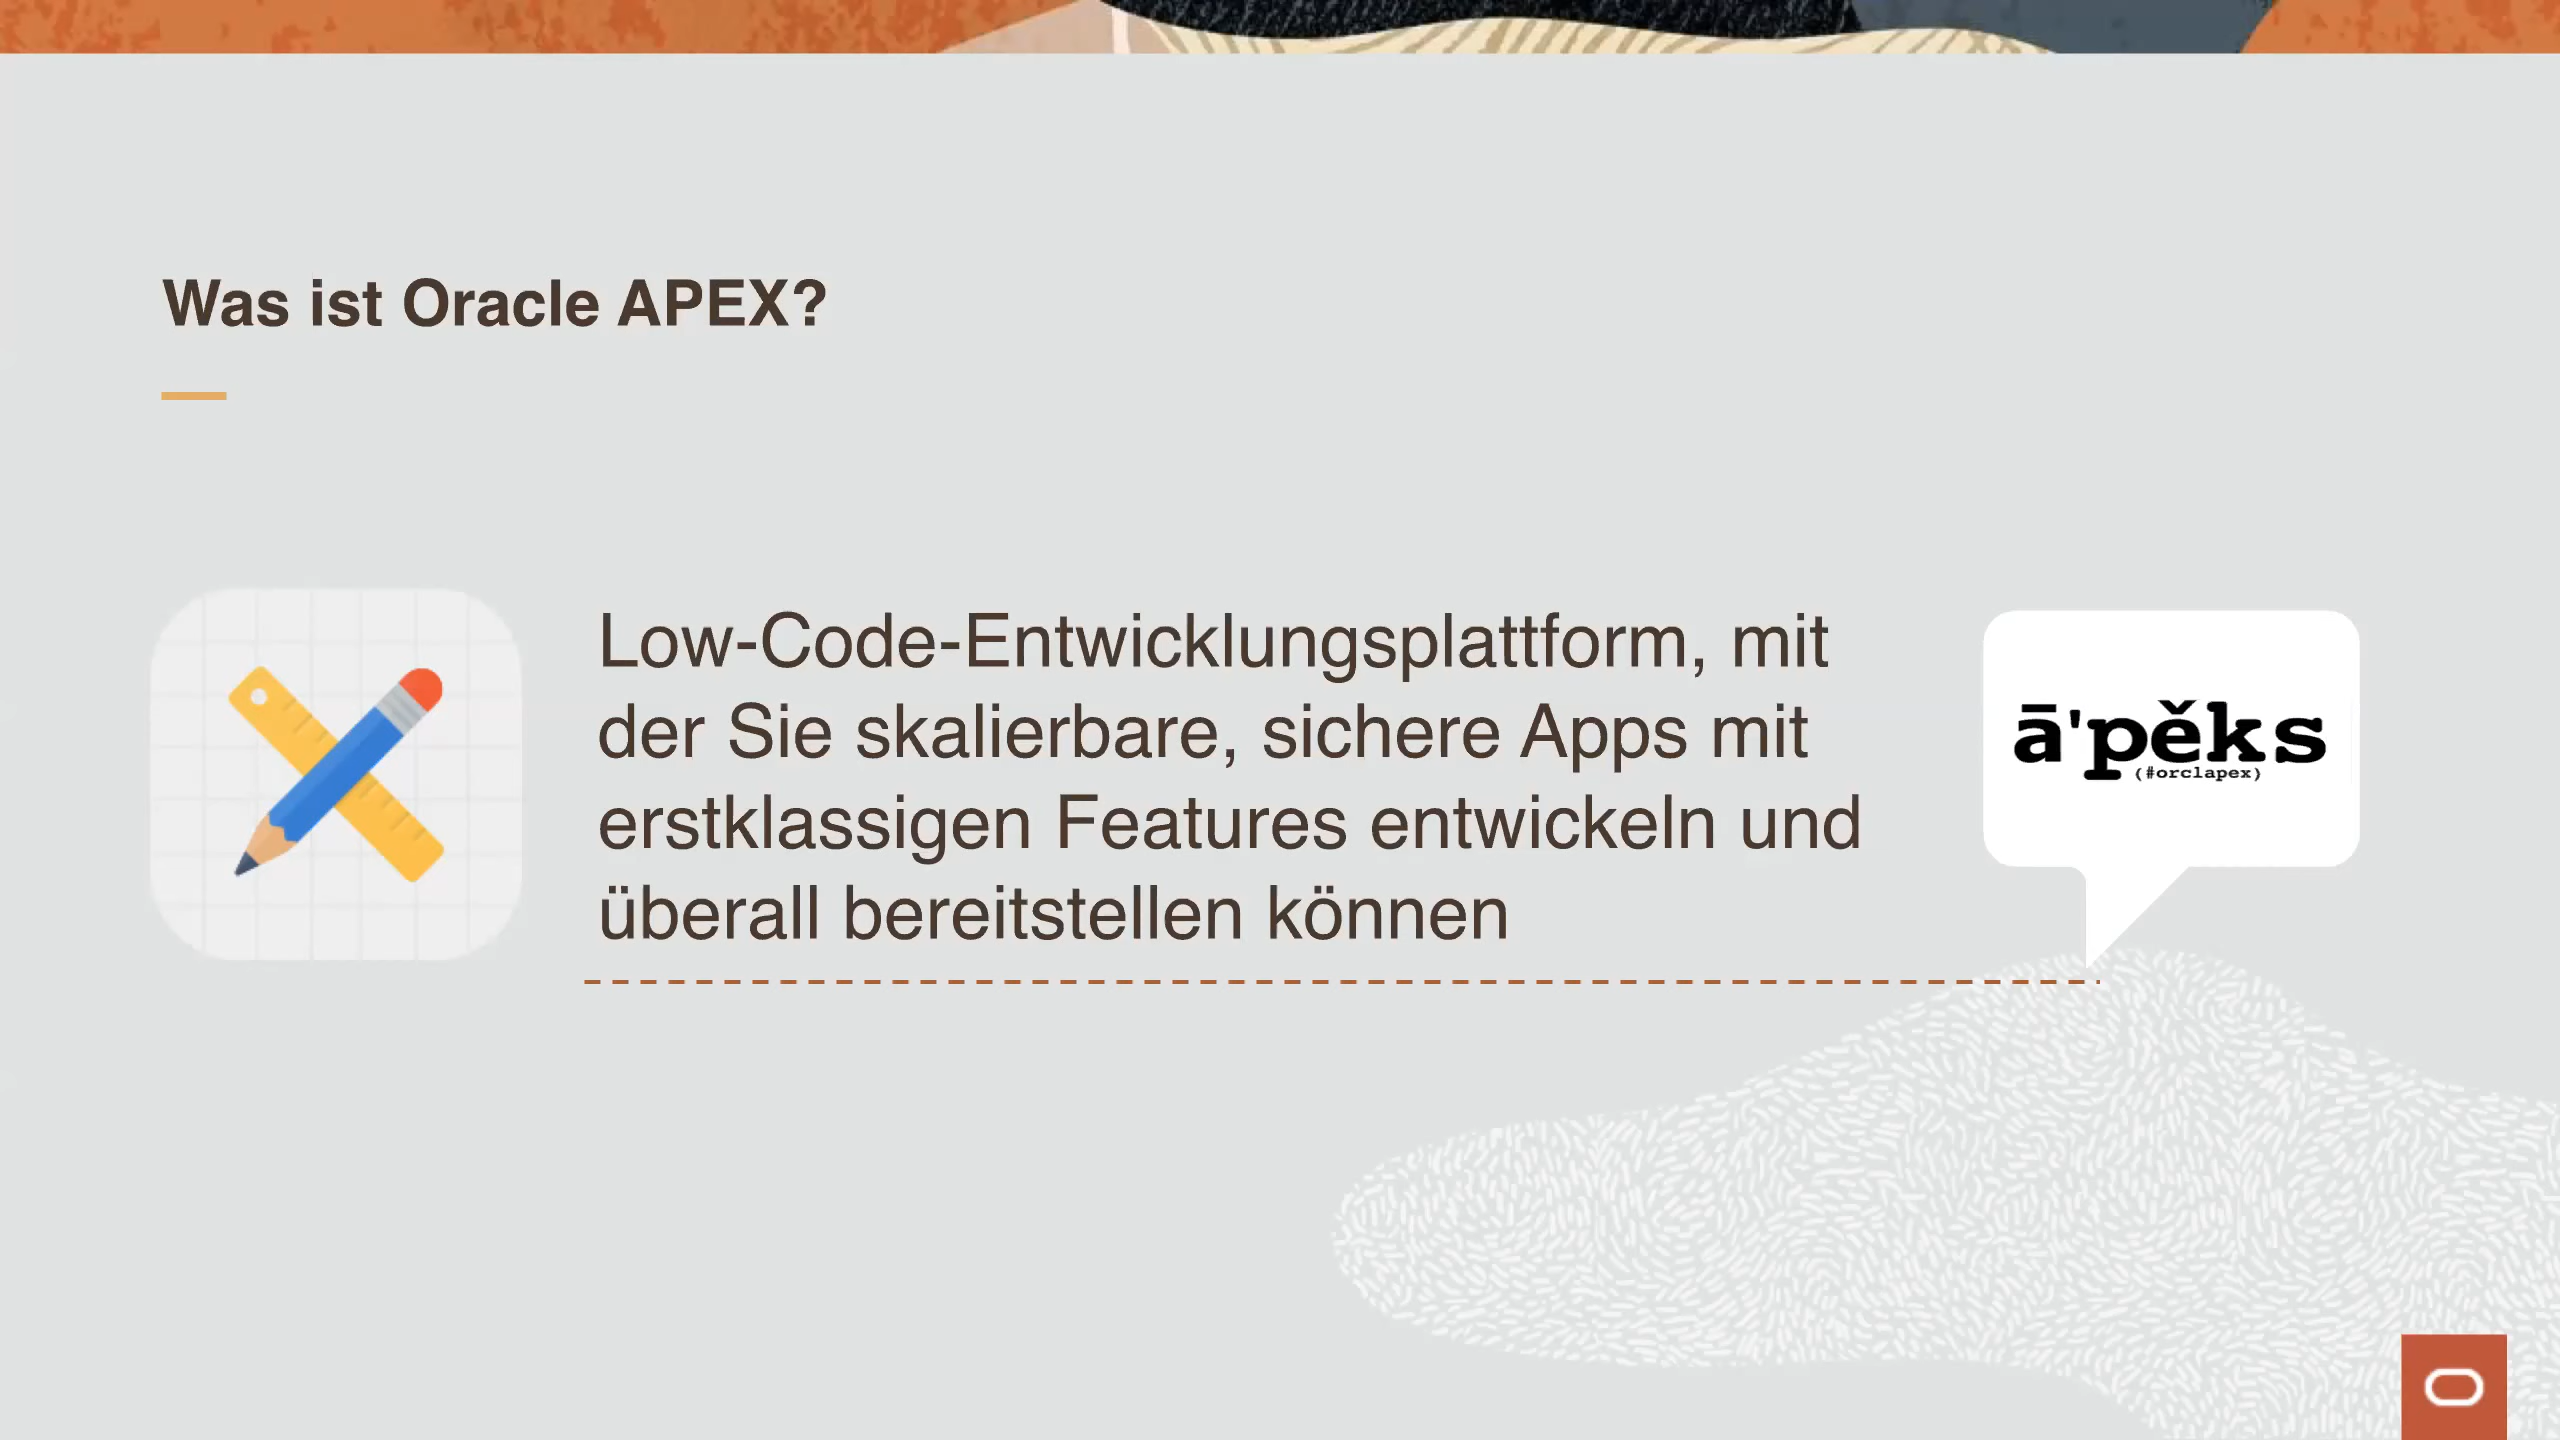 Was ist Oracle APEX?
Low-Code-Entwicklungsplattform, mit
der Sie skalierbare, sichere Apps mit
erstklassigen Features entwickeln und
überall bereitstellen können
ā'pěks
(#orclapex)